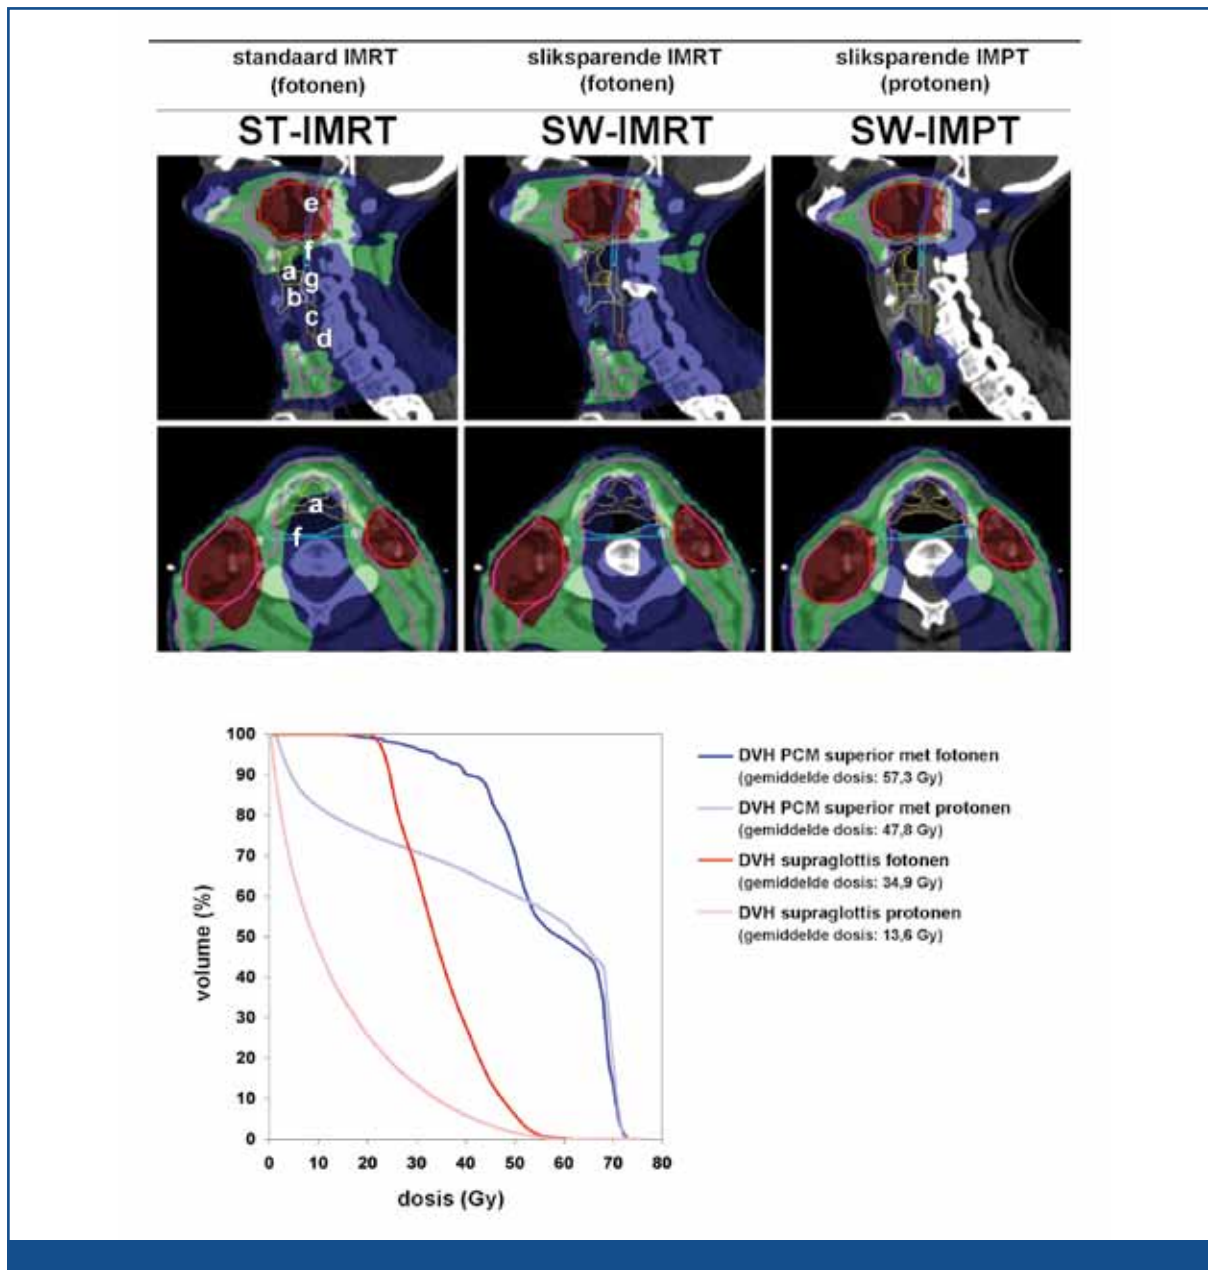 standaard IMRT
(fotonen)
sliksparende IMRT
(fotonen)
sliksparende IMPT
(protonen)
ST-IMRT
SW-IMRT
SW-IMPT
e
f
a
g
b
c
d
a
f
100
90
80
70
60
50
40
30
20
10
0
volume (%)
0 10 20 30 40 50 60 70 80
dosis (Gy)
DVH PCM superior met fotonen
(gemiddelde dosis: 57,3 Gy)
DVH PCM superior met protonen
(gemiddelde dosis: 47,8 Gy)
DVH supraglottis fotonen
(gemiddelde dosis: 34,9 Gy)
DVH supraglottis protonen
(gemiddelde dosis: 13,6 Gy)